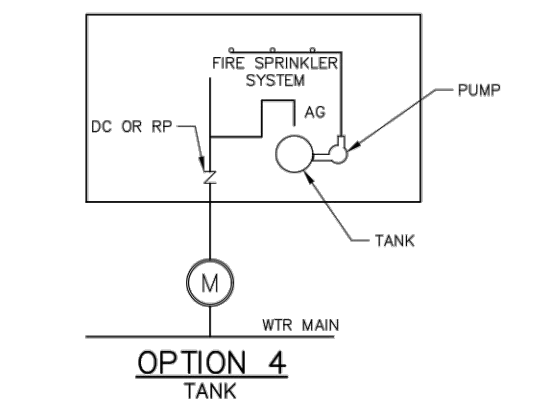 FIRE SPRINKLER
SYSTEM
PUMP
AG
DC OR RP
TANK
M
WTR MAIN
OPTION 4
TANK